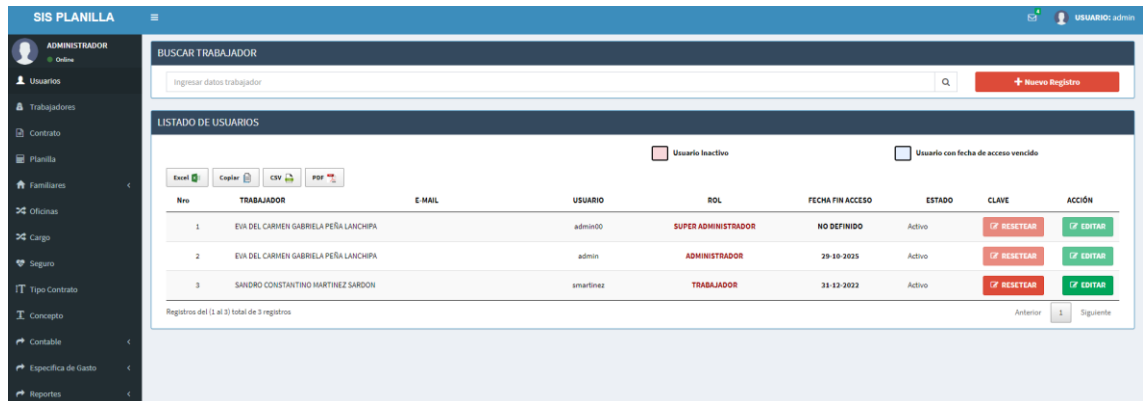 SIS PLANILLA
4
USUARIO: admin
ADMINISTRADOR
Online
Usuarios
Trabajadores
Contrato
Planilla
Familiares
Oficinas
Cargo
Seguro
Tipo Contrato
Concepto
Contable
Especifica de Gasto
Reportes
BUSCAR TRABAJADOR
Ingresar datos trabajador
Nuevo Registro
LISTADO DE USUARIOS
Usuario Inactivo Usuario con fecha de acceso vencido
Excel Copiar CSV PDF
Nro TRABAJADOR E-MAIL USUARIO ROL FECHA FIN ACCESO ESTADO CLAVE ACCIÓN
1 EVA DEL CARMEN GABRIELA PEÑA LANCHIPA admin00 SUPER ADMINISTRADOR NO DEFINIDO Activo RESETEAR EDITAR
2 EVA DEL CARMEN GABRIELA PEÑA LANCHIPA admin ADMINISTRADOR 29-10-2025 Activo RESETEAR EDITAR
3 SANDRO CONSTANTINO MARTINEZ SARDON smartinez TRABAJADOR 31-12-2022 Activo RESETEAR EDITAR
Registros del (1 al 3) total de 3 registros
Anterior 1 Siguiente